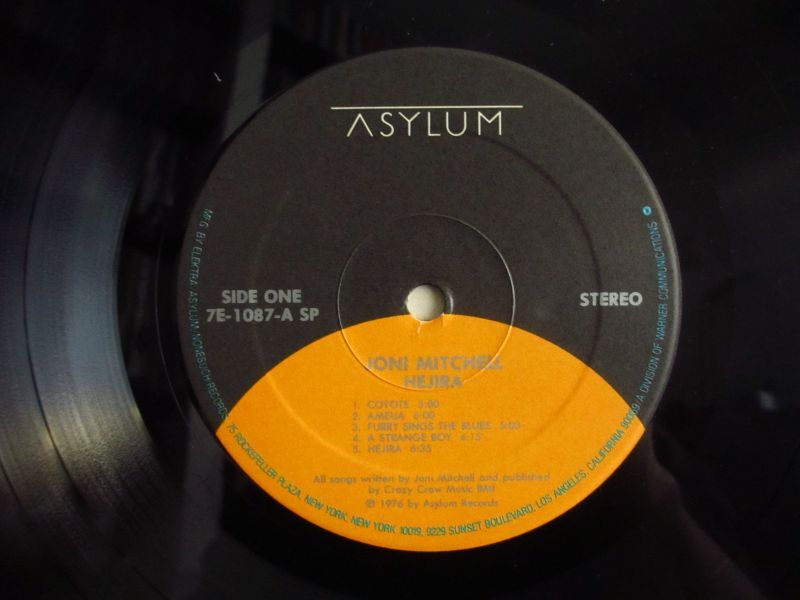 ASYLUM
SIDE ONE
7E-1087-A SP
STEREO
JONI MITCHELL
HEJIRA
1. COYOTE 5:00
2. AMELIA 6:00
3. FURRY SINGS THE BLUES 5:03
4. A STRANGE BOY 4:15
5. HEJIRA 6:35
All songs written by Joni Mitchell and published
by Crazy Crow Music BMI
℗ 1976 by Asylum Records
MFG. BY ELEKTRA/ASYLUM/NONESUCH RECORDS, 75 ROCKEFELLER PLAZA, NEW YORK, NEW YORK 10019, 9229 SUNSET BOULEVARD, LOS ANGELES, CALIFORNIA 90069 A DIVISION OF WARNER COMMUNICATIONS